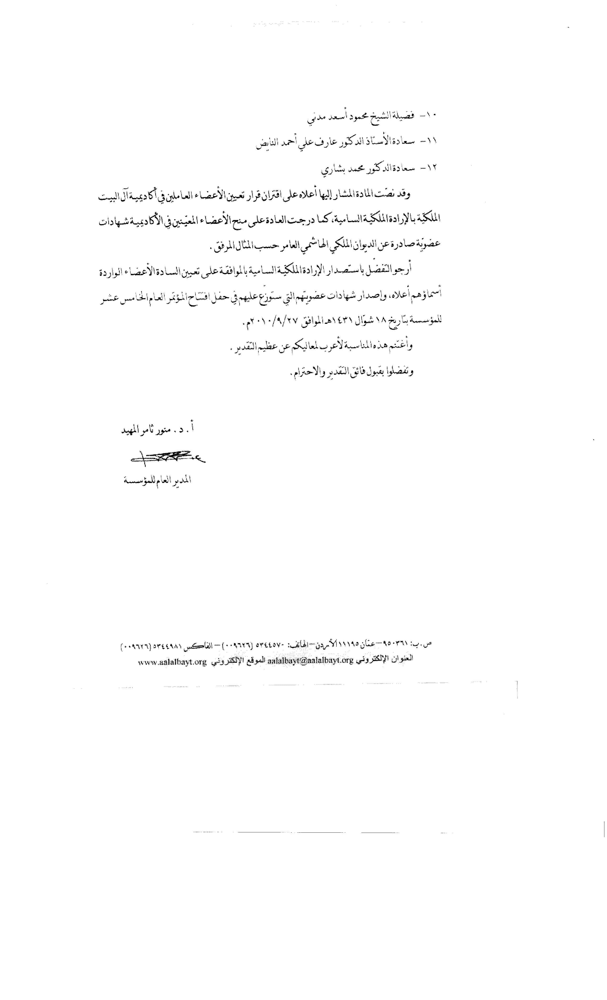 ١٠- فضيلة الشيخ محمود أسعد مدني
١١- سعادة الأستاذ الدكتور عارف علي أحمد النايض
١٢- سعادة الدكتور محمد بشاري
وقد نصّت المادة المشار إليها أعلاه على اقتران قرار تعيين الأعضاء العاملين في أكاديمية آل البيت
الملكيّة بالإرادة الملكيّة السامية، كما درجت العادة على منح الأعضاء المعيّنين في الأكاديمية شهادات
عضويّة صادرة عن الديوان الملكي الهاشمي العامر حسب المثال المرفق.
أرجو التفضّل باستصدار الإرادة الملكيّة السامية بالموافقة على تعيين السادة الأعضاء الواردة
أسماؤهم أعلاه، وإصدار شهادات عضويتهم التي ستوزّع عليهم في حفل افتتاح المؤتمر العام الخامس عشر
للمؤسسة بتاريخ ١٨ شوّال ١٤٣١هـ الموافق ٢٠١٠/٩/٢٧م.
وأغتنم هذه المناسبة لأعرب لمعاليكم عن عظيم التقدير.
وتفضلوا بقبول فائق التقدير والاحترام.
أ. د. منور ثامر المهيد
المدير العام للمؤسسة
ص.ب: ٩٥٠٣٦١–عمّان ١١١٩٥ الأردن–الهاتف: ٥٣٤٤٥٧٠ (٠٠٩٦٢٦)–الفاكس ٥٣٤٤٩٨١ (٠٠٩٦٢٦)
العنوان الإلكتروني aalalbayt@aalalbayt.org الموقع الإلكتروني www.aalalbayt.org